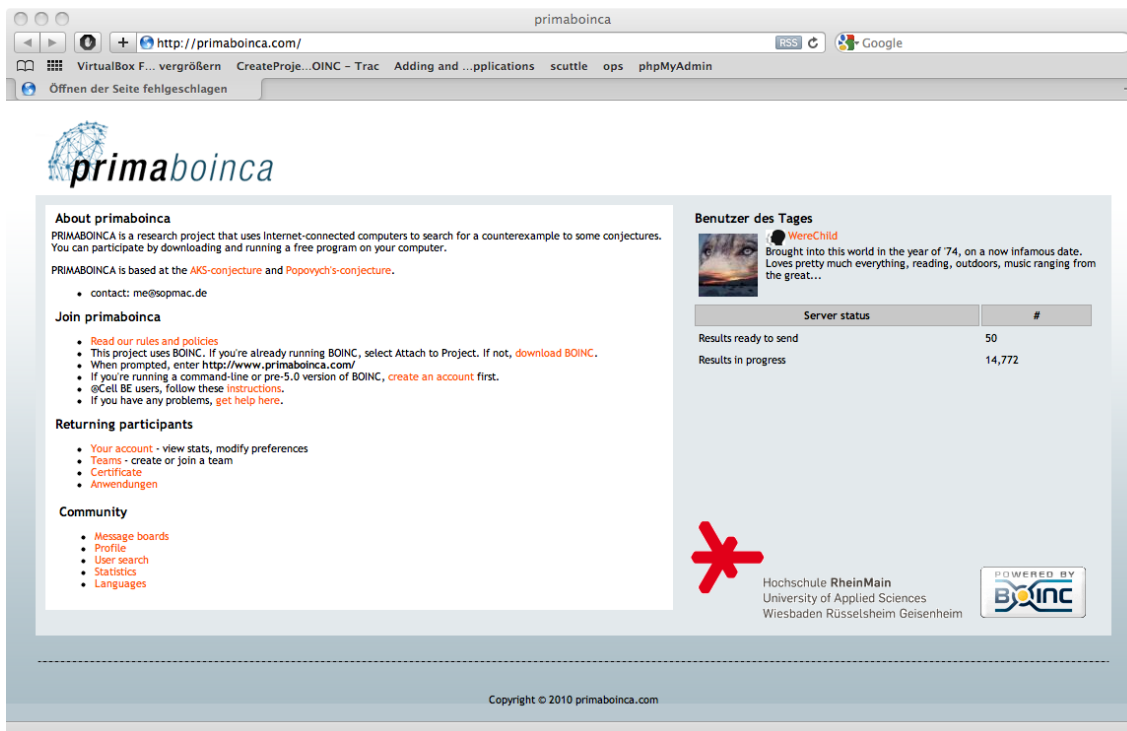 primaboinca
http://primaboinca.com/
RSS
Google
VirtualBox F... vergrößern CreateProje...OINC – Trac Adding and ...pplications scuttle ops phpMyAdmin
Öffnen der Seite fehlgeschlagen
primaboinca
About primaboinca
PRIMABOINCA is a research project that uses Internet-connected computers to search for a counterexample to some conjectures.
You can participate by downloading and running a free program on your computer.
PRIMABOINCA is based at the AKS-conjecture and Popovych's-conjecture.
• contact: me@sopmac.de
Join primaboinca
• Read our rules and policies
• This project uses BOINC. If you're already running BOINC, select Attach to Project. If not, download BOINC.
• When prompted, enter http://www.primaboinca.com/
• If you're running a command-line or pre-5.0 version of BOINC, create an account first.
• @Cell BE users, follow these instructions.
• If you have any problems, get help here.
Returning participants
• Your account - view stats, modify preferences
• Teams - create or join a team
• Certificate
• Anwendungen
Community
• Message boards
• Profile
• User search
• Statistics
• Languages
Benutzer des Tages
WereChild
Brought into this world in the year of '74, on a now infamous date.
Loves pretty much everything, reading, outdoors, music ranging from
the great...
Server status #
Results ready to send 50
Results in progress 14,772
Hochschule RheinMain
University of Applied Sciences
Wiesbaden Rüsselsheim Geisenheim
POWERED BY
BOINC
Copyright © 2010 primaboinca.com